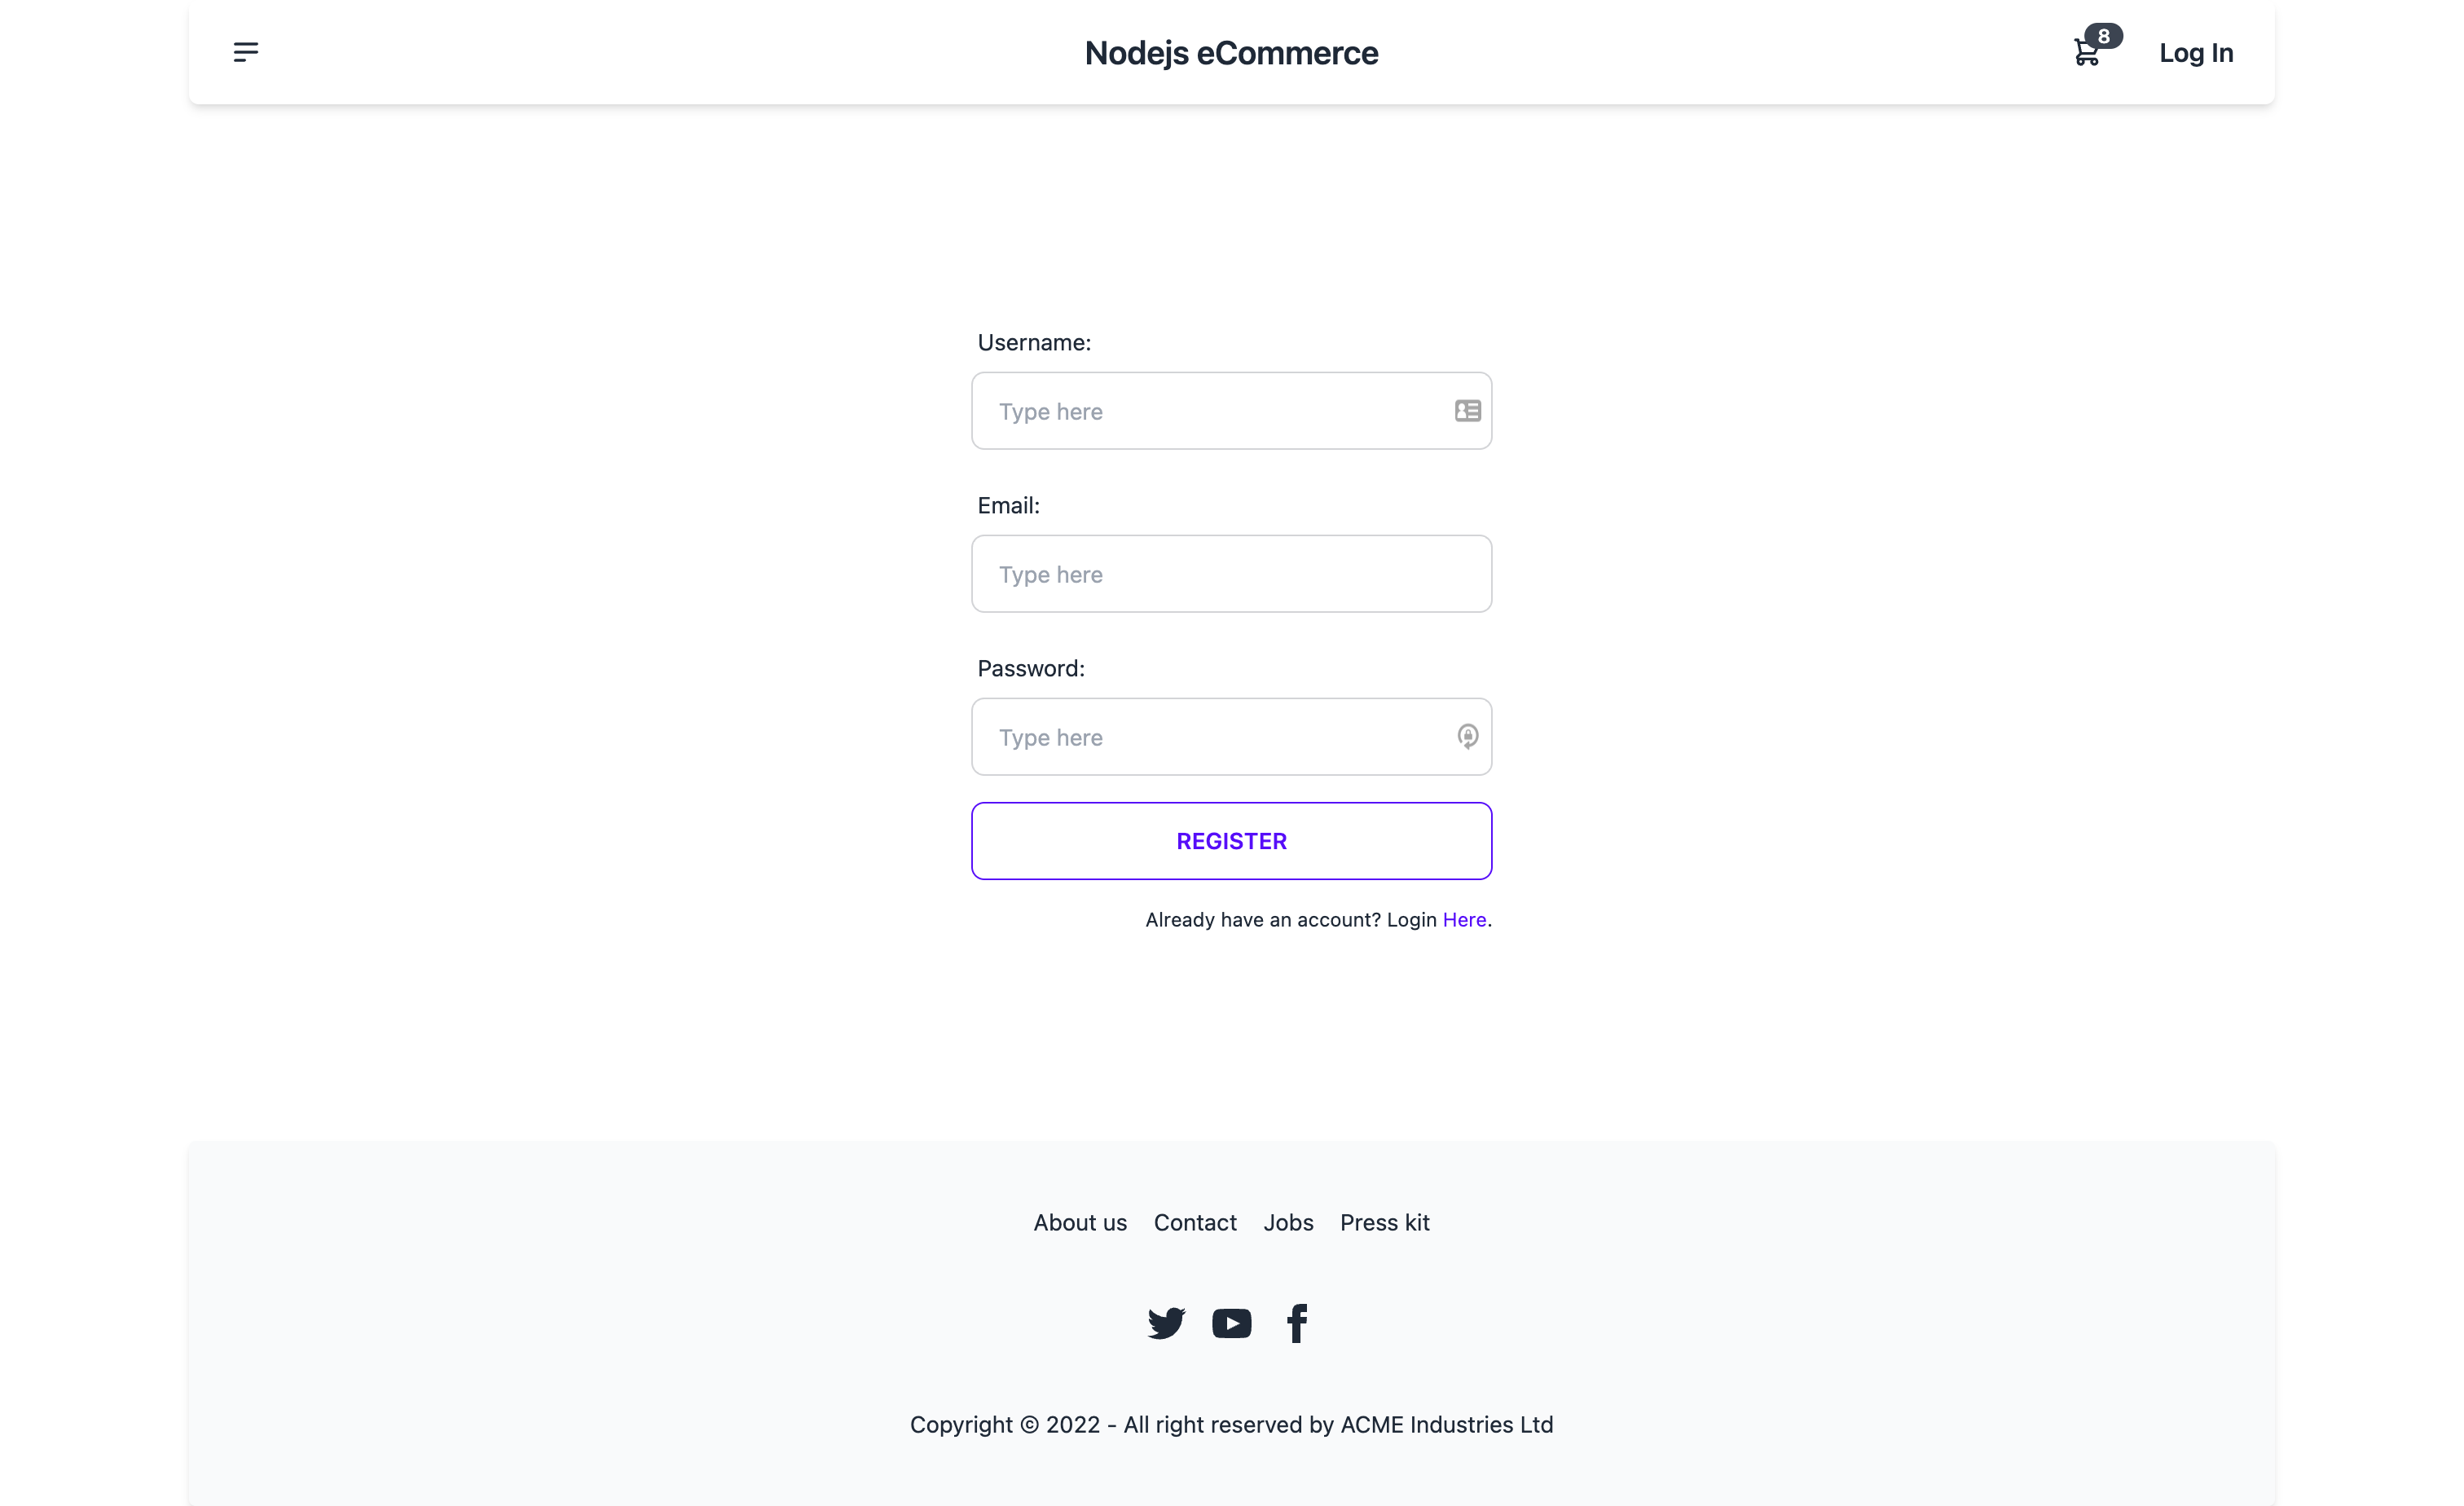 Nodejs eCommerce
8
Log In
Username:
Type here
Email:
Type here
Password:
Type here
REGISTER
Already have an account? Login Here.
About us Contact Jobs Press kit
Copyright © 2022 - All right reserved by ACME Industries Ltd